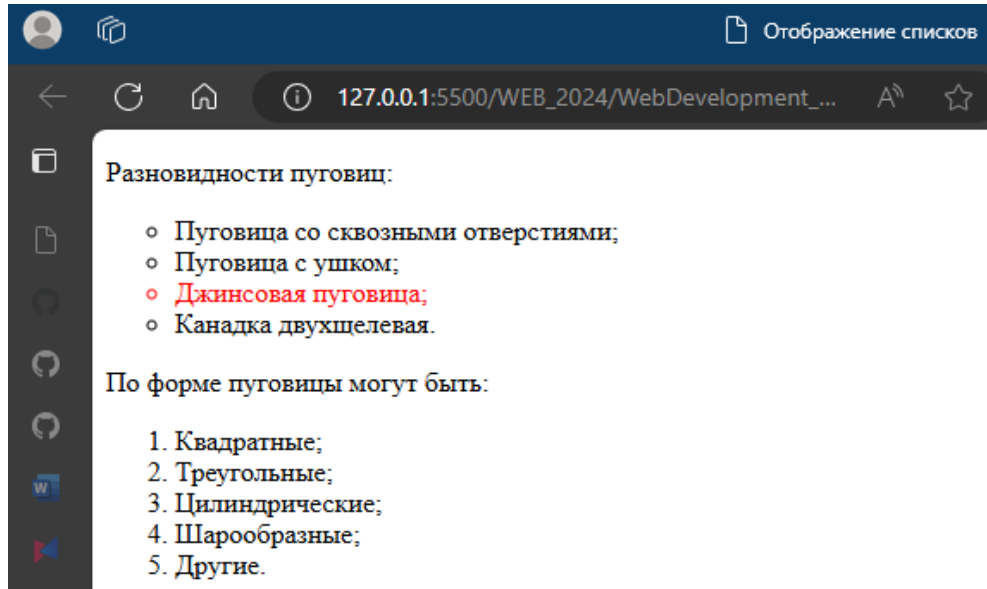 Отображение списков
127.0.0.1:5500/WEB_2024/WebDevelopment_...
Разновидности пуговиц:
Пуговица со сквозными отверстиями;
Пуговица с ушком;
Джинсовая пуговица;
Канадка двухщелевая.
По форме пуговицы могут быть:
1. Квадратные;
2. Треугольные;
3. Цилиндрические;
4. Шарообразные;
5. Другие.